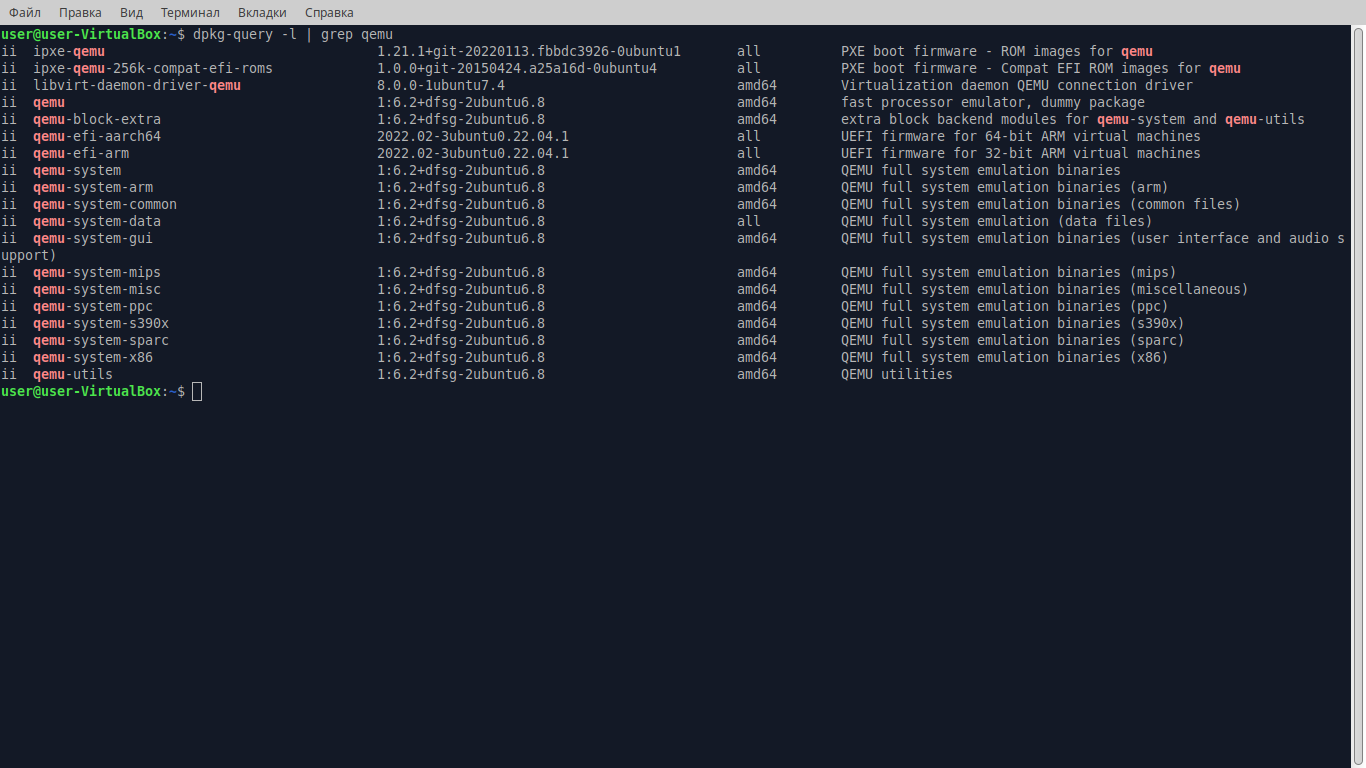 Файл Правка Вид Терминал Вкладки Справка
user@user-VirtualBox:~$ dpkg-query -l | grep qemu
ii  ipxe-qemu                                  1.21.1+git-20220113.fbbdc3926-0ubuntu1       all          PXE boot firmware - ROM images for qemu
ii  ipxe-qemu-256k-compat-efi-roms             1.0.0+git-20150424.a25a16d-0ubuntu4          all          PXE boot firmware - Compat EFI ROM images for qemu
ii  libvirt-daemon-driver-qemu                 8.0.0-1ubuntu7.4                             amd64        Virtualization daemon QEMU connection driver
ii  qemu                                       1:6.2+dfsg-2ubuntu6.8                        amd64        fast processor emulator, dummy package
ii  qemu-block-extra                           1:6.2+dfsg-2ubuntu6.8                        amd64        extra block backend modules for qemu-system and qemu-utils
ii  qemu-efi-aarch64                           2022.02-3ubuntu0.22.04.1                     all          UEFI firmware for 64-bit ARM virtual machines
ii  qemu-efi-arm                               2022.02-3ubuntu0.22.04.1                     all          UEFI firmware for 32-bit ARM virtual machines
ii  qemu-system                                1:6.2+dfsg-2ubuntu6.8                        amd64        QEMU full system emulation binaries
ii  qemu-system-arm                            1:6.2+dfsg-2ubuntu6.8                        amd64        QEMU full system emulation binaries (arm)
ii  qemu-system-common                         1:6.2+dfsg-2ubuntu6.8                        amd64        QEMU full system emulation binaries (common files)
ii  qemu-system-data                           1:6.2+dfsg-2ubuntu6.8                        all          QEMU full system emulation (data files)
ii  qemu-system-gui                            1:6.2+dfsg-2ubuntu6.8                        amd64        QEMU full system emulation binaries (user interface and audio s
upport)
ii  qemu-system-mips                           1:6.2+dfsg-2ubuntu6.8                        amd64        QEMU full system emulation binaries (mips)
ii  qemu-system-misc                           1:6.2+dfsg-2ubuntu6.8                        amd64        QEMU full system emulation binaries (miscellaneous)
ii  qemu-system-ppc                            1:6.2+dfsg-2ubuntu6.8                        amd64        QEMU full system emulation binaries (ppc)
ii  qemu-system-s390x                          1:6.2+dfsg-2ubuntu6.8                        amd64        QEMU full system emulation binaries (s390x)
ii  qemu-system-sparc                          1:6.2+dfsg-2ubuntu6.8                        amd64        QEMU full system emulation binaries (sparc)
ii  qemu-system-x86                            1:6.2+dfsg-2ubuntu6.8                        amd64        QEMU full system emulation binaries (x86)
ii  qemu-utils                                 1:6.2+dfsg-2ubuntu6.8                        amd64        QEMU utilities
user@user-VirtualBox:~$